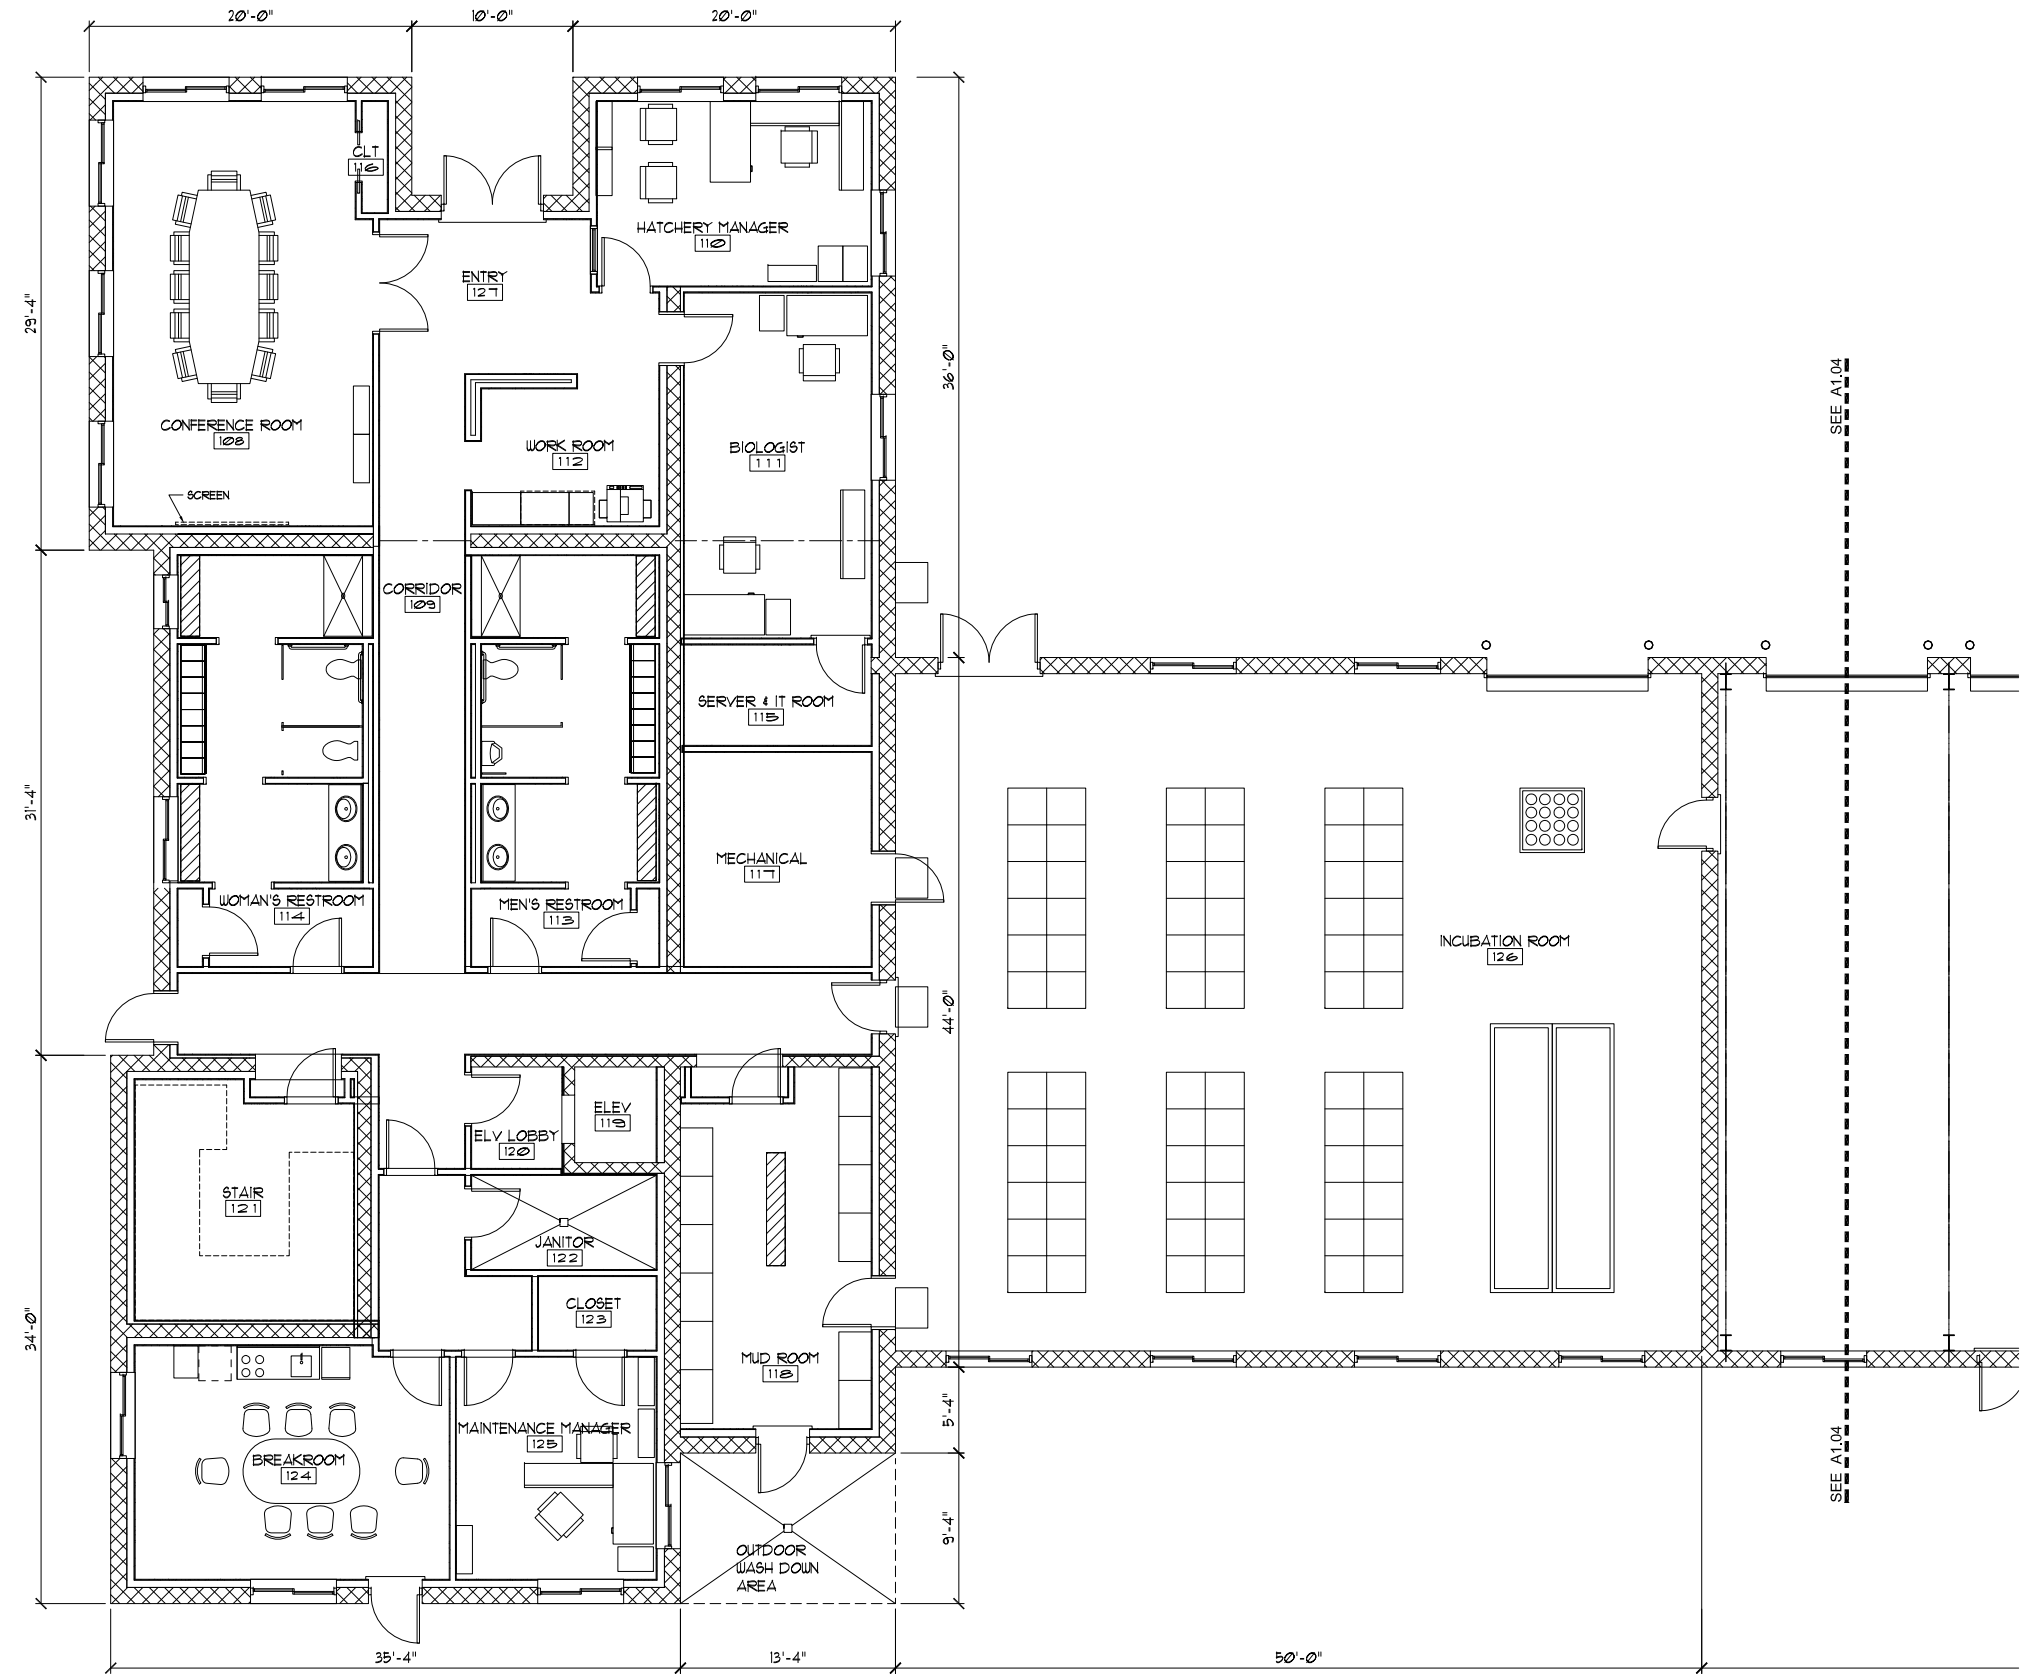 20'-0"
10'-0"
20'-0"
CLT
116
HATCHERY MANAGER
110
ENTRY
127
29'-4"
36'-0"
SEE A1.04
CONFERENCE ROOM
108
WORK ROOM
112
BIOLOGIST
111
SCREEN
CORRIDOR
109
SERVER & IT ROOM
115
31'-4"
MECHANICAL
117
WOMAN'S RESTROOM
114
MEN'S RESTROOM
113
INCUBATION ROOM
126
44'-0"
ELEV
119
ELV LOBBY
120
STAIR
121
JANITOR
122
CLOSET
123
34'-0"
MUD ROOM
118
5'-4"
MAINTENANCE MANAGER
125
BREAKROOM
124
SEE A1.04
9'-4"
OUTDOOR
WASH DOWN
AREA
35'-4"
13'-4"
50'-0"